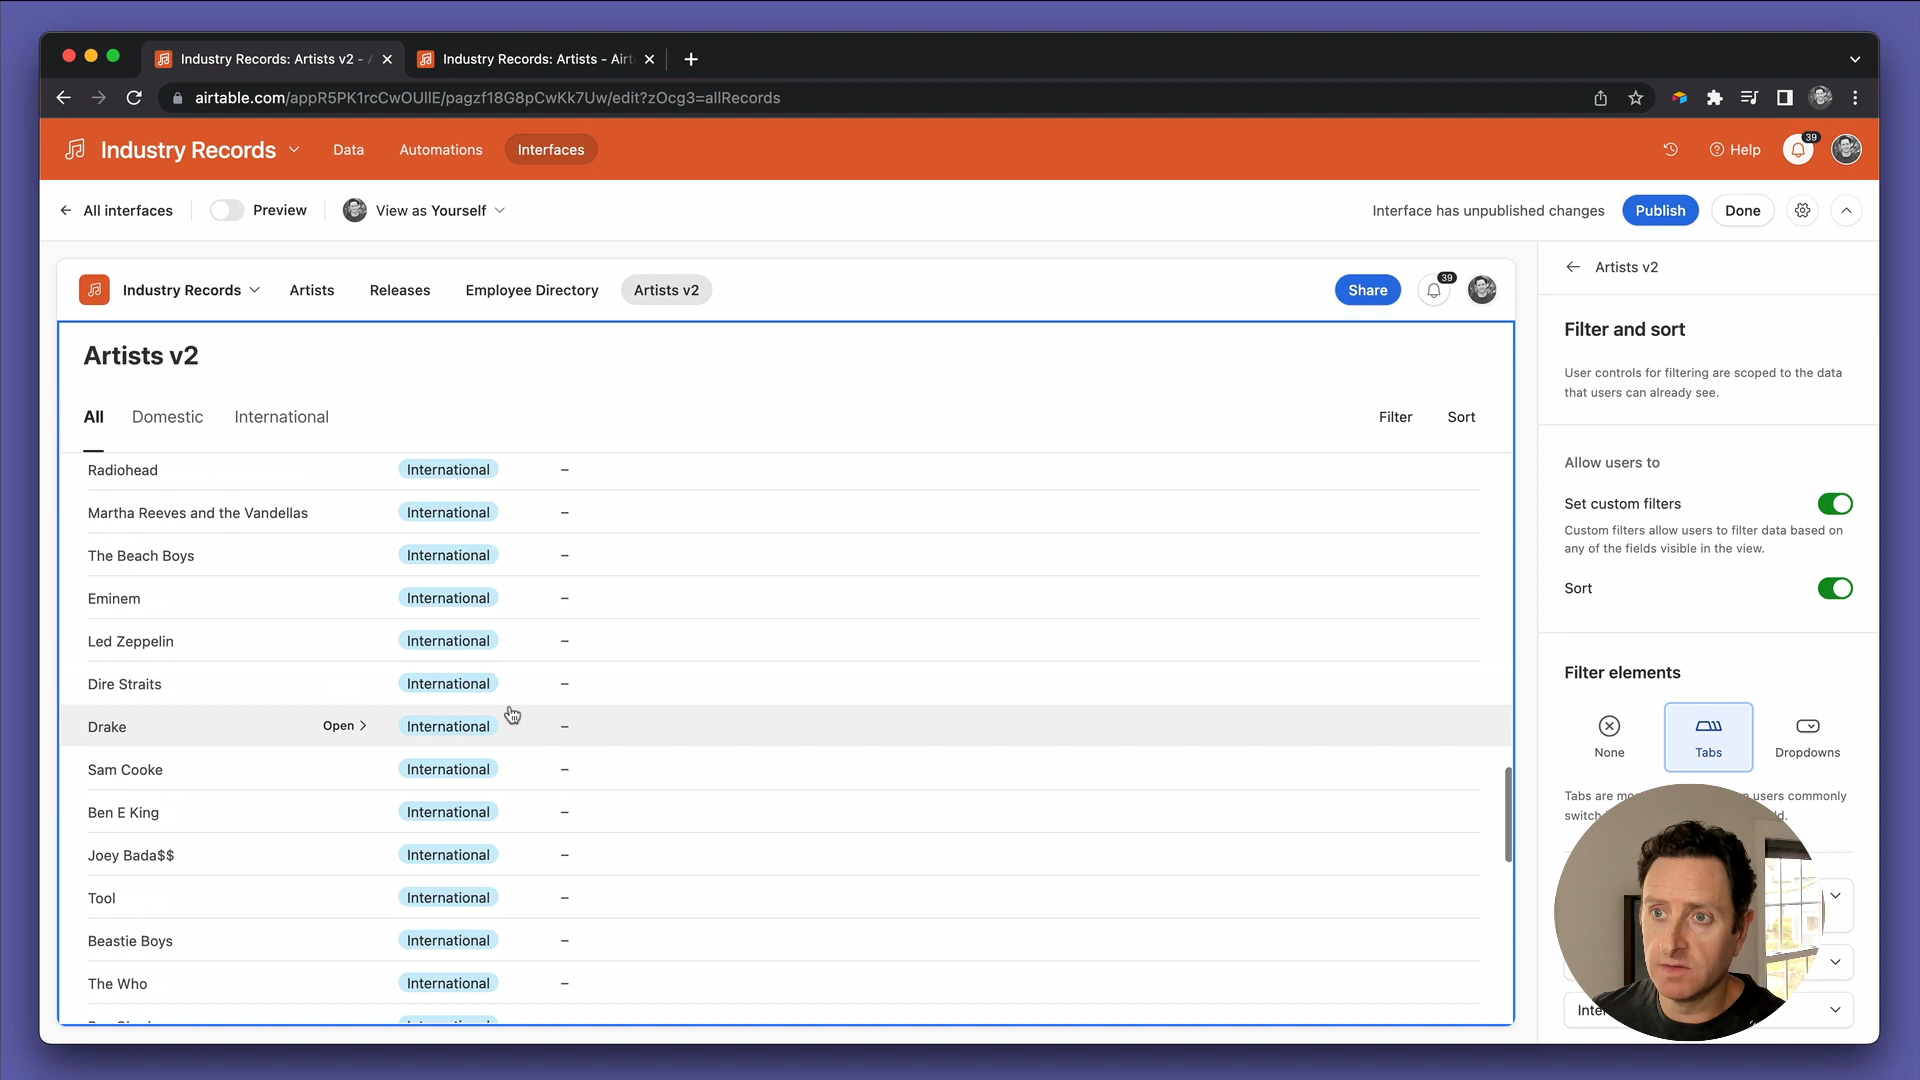 Industry Records: Artists v2 - A
Industry Records: Artists - Airt
airtable.com/appR5PK1rcCwOUllE/pagzf18G8pCwKk7Uw/edit?zOcg3=allRecords
Industry Records
Data
Automations
Interfaces
Help
39
All interfaces
Preview
View as Yourself
Interface has unpublished changes
Publish
Done
Industry Records
Artists
Releases
Employee Directory
Artists v2
Share
39
Artists v2
Artists v2
All
Domestic
International
Filter
Sort
Radiohead International –
Martha Reeves and the Vandellas International –
The Beach Boys International –
Eminem International –
Led Zeppelin International –
Dire Straits International –
Drake Open International –
Sam Cooke International –
Ben E King International –
Joey Bada$$ International –
Tool International –
Beastie Boys International –
The Who International –
Filter and sort
User controls for filtering are scoped to the data
that users can already see.
Allow users to
Set custom filters
Custom filters allow users to filter data based on
any of the fields visible in the view.
Sort
Filter elements
None
Tabs
Dropdowns
Tabs are users commonly